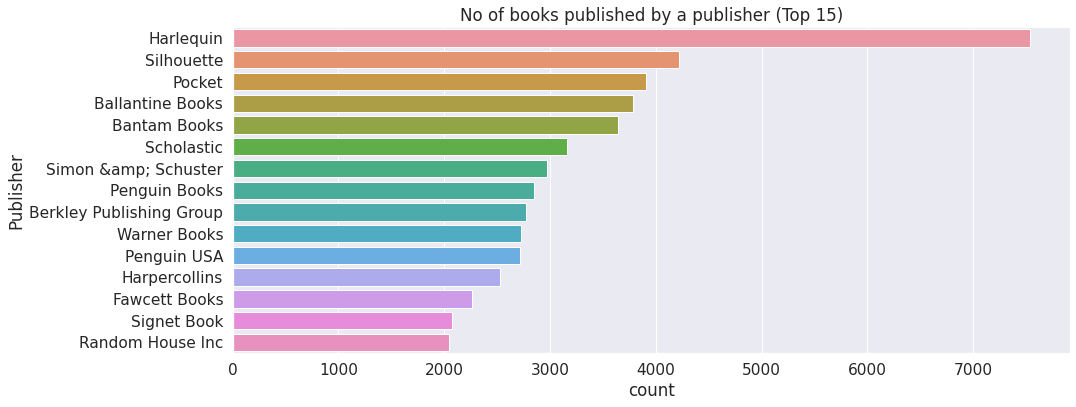 No of books published by a publisher (Top 15)
Publisher
Harlequin
Silhouette
Pocket
Ballantine Books
Bantam Books
Scholastic
Simon &amp; Schuster
Penguin Books
Berkley Publishing Group
Warner Books
Penguin USA
Harpercollins
Fawcett Books
Signet Book
Random House Inc
0 1000 2000 3000 4000 5000 6000 7000
count